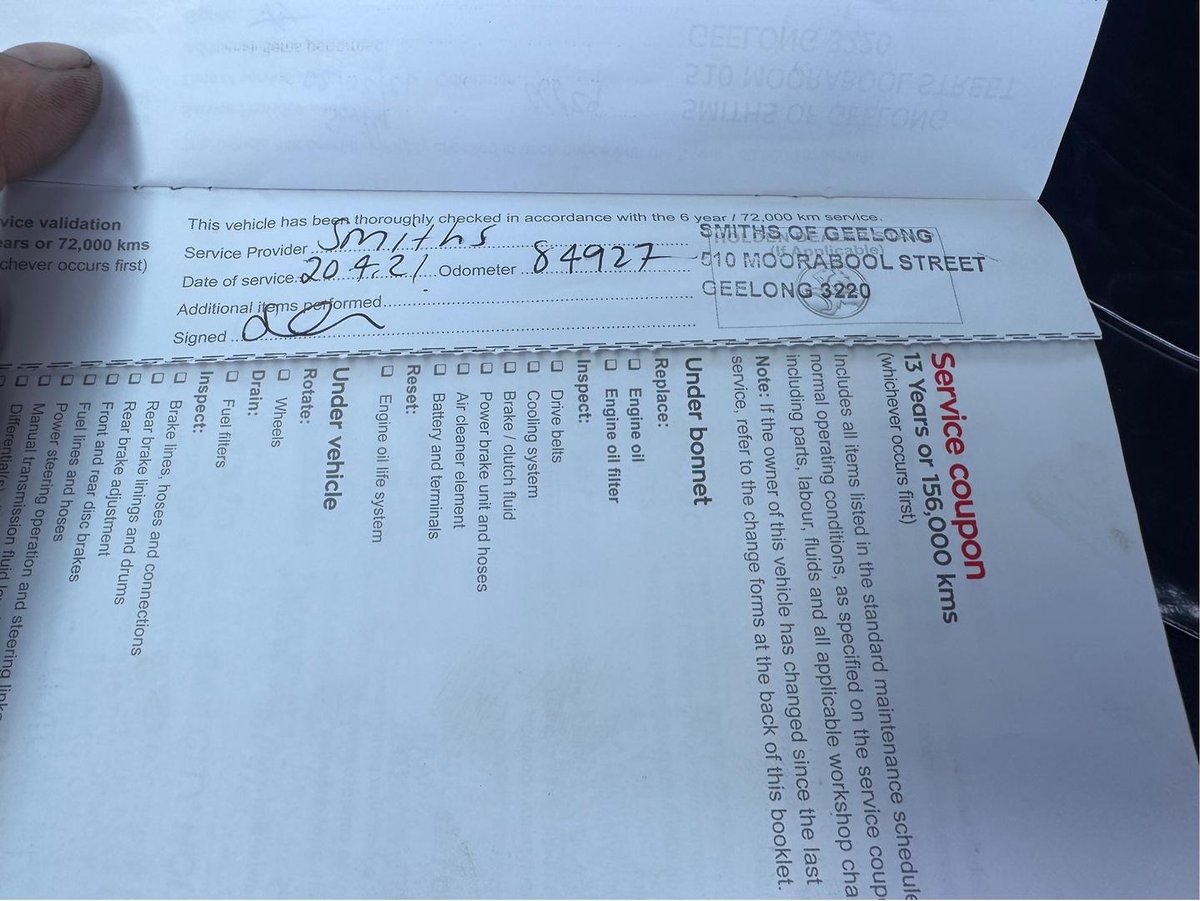 GEELONG 3220
510 MOORABOOL STREET
SMITHS OF GEELONG
vice validation
ears or 72,000 kms
chever occurs first)
This vehicle has been thoroughly checked in accordance with the 6 year / 72,000 km service.
Service Provider Smiths
Date of service 20.4.21 Odometer 84927
Additional items performed
Signed
(If Applicable)
SMITHS OF GEELONG
510 MOORABOOL STREET
GEELONG 3220
Service coupon
13 Years or 156,000 kms
(whichever occurs first)
Includes all items listed in the standard maintenance schedule
normal operating conditions, as specified on the service coup
including parts, labour, fluids and all applicable workshop cha
Note: If the owner of this vehicle has changed since the last
service, refer to the change forms at the back of this booklet.
Under bonnet
Replace:
Engine oil
Engine oil filter
Inspect:
Drive belts
Cooling system
Brake / clutch fluid
Power brake unit and hoses
Air cleaner element
Battery and terminals
Reset:
Engine oil life system
Under vehicle
Rotate:
Wheels
Drain:
Fuel filters
Inspect:
Brake lines, hoses and connections
Rear brake linings and drums
Rear brake adjustment
Front and rear disc brakes
Fuel lines and hoses
Power steering operation and steering links
Manual transmission fluid le
Differential(s)